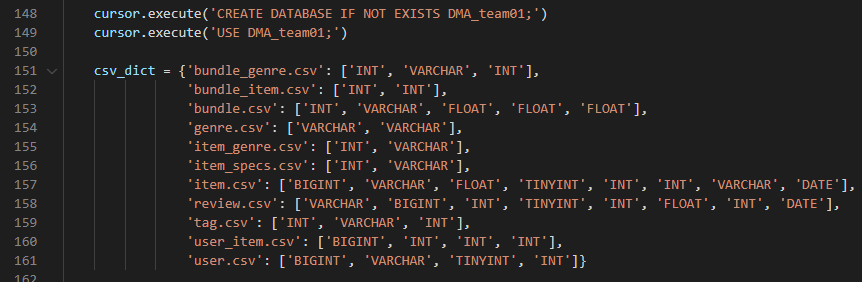 148 cursor.execute('CREATE DATABASE IF NOT EXISTS DMA_team01;')
149 cursor.execute('USE DMA_team01;')
150
151 csv_dict = {'bundle_genre.csv': ['INT', 'VARCHAR', 'INT'],
152 'bundle_item.csv': ['INT', 'INT'],
153 'bundle.csv': ['INT', 'VARCHAR', 'FLOAT', 'FLOAT', 'FLOAT'],
154 'genre.csv': ['VARCHAR', 'VARCHAR'],
155 'item_genre.csv': ['INT', 'VARCHAR'],
156 'item_specs.csv': ['INT', 'VARCHAR'],
157 'item.csv': ['BIGINT', 'VARCHAR', 'FLOAT', 'TINYINT', 'INT', 'INT', 'VARCHAR', 'DATE'],
158 'review.csv': ['VARCHAR', 'BIGINT', 'INT', 'TINYINT', 'INT', 'FLOAT', 'INT', 'DATE'],
159 'tag.csv': ['INT', 'VARCHAR', 'INT'],
160 'user_item.csv': ['BIGINT', 'INT', 'INT', 'INT'],
161 'user.csv': ['BIGINT', 'VARCHAR', 'TINYINT', 'INT']}
162